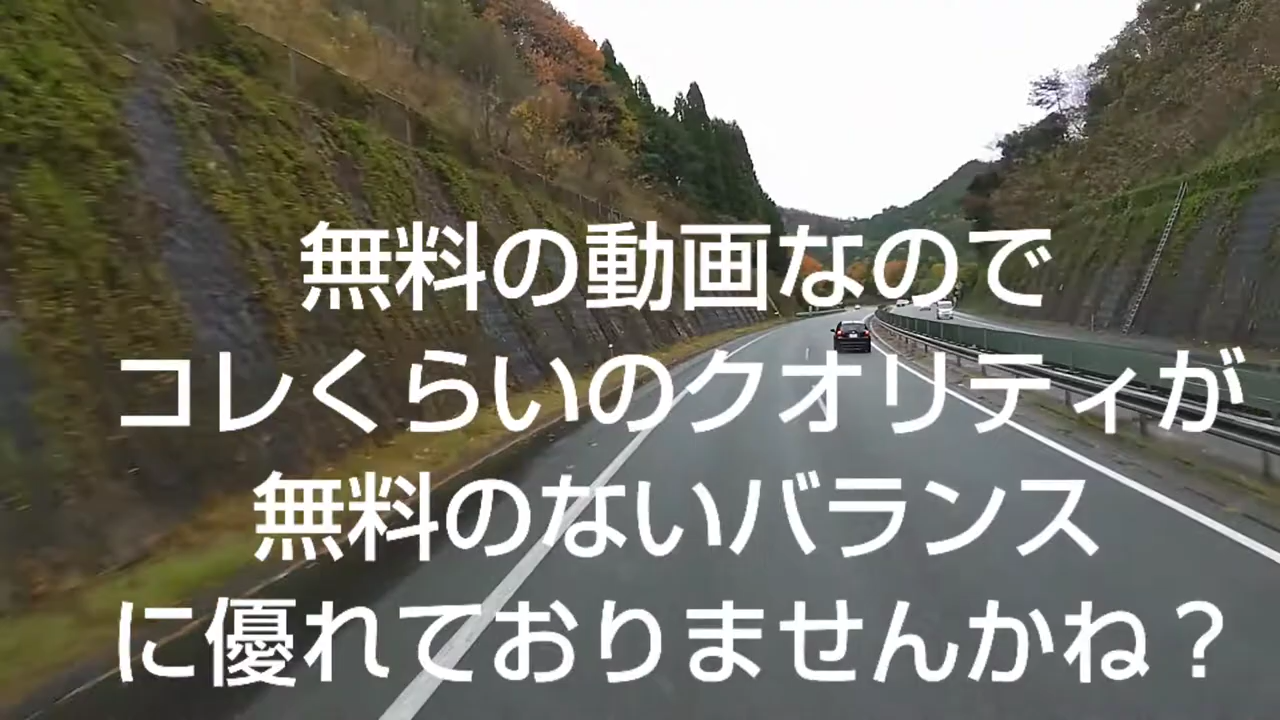 無料の動画なので
コレくらいのクオリティが
無料のないバランス
に優れておりませんかね？